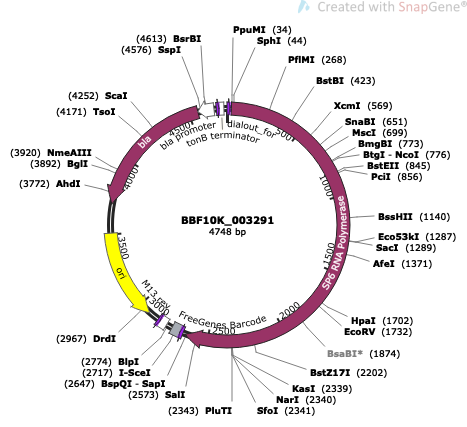 Created with SnapGene®
PpuMI (34)
SphI (44)
PflMI (268)
BstBI (423)
XcmI (569)
SnaBI (651)
MscI (699)
BmgBI (773)
BtgI - NcoI (776)
BstEII (845)
PciI (856)
BssHII (1140)
Eco53kI (1287)
SacI (1289)
AfeI (1371)
HpaI (1702)
EcoRV (1732)
BsaBI* (1874)
BstZ17I (2202)
KasI (2339)
NarI (2340)
SfoI (2341)
(2343) PluTI
(2573) SalI
(2647) BspQI - SapI
(2717) I-SceI
(2774) BlpI
(2967) DrdI
(3772) AhdI
(3892) BglI
(3920) NmeAIII
(4171) TsoI
(4252) ScaI
(4576) SspI
(4613) BsrBI
bla
bla promoter
tonB terminator
dialout_for
SP6 RNA Polymerase
FreeGenes Barcode
M13 rev
ori
500
1000
1500
2000
2500
3000
3500
4000
4500
BBF10K_003291
4748 bp